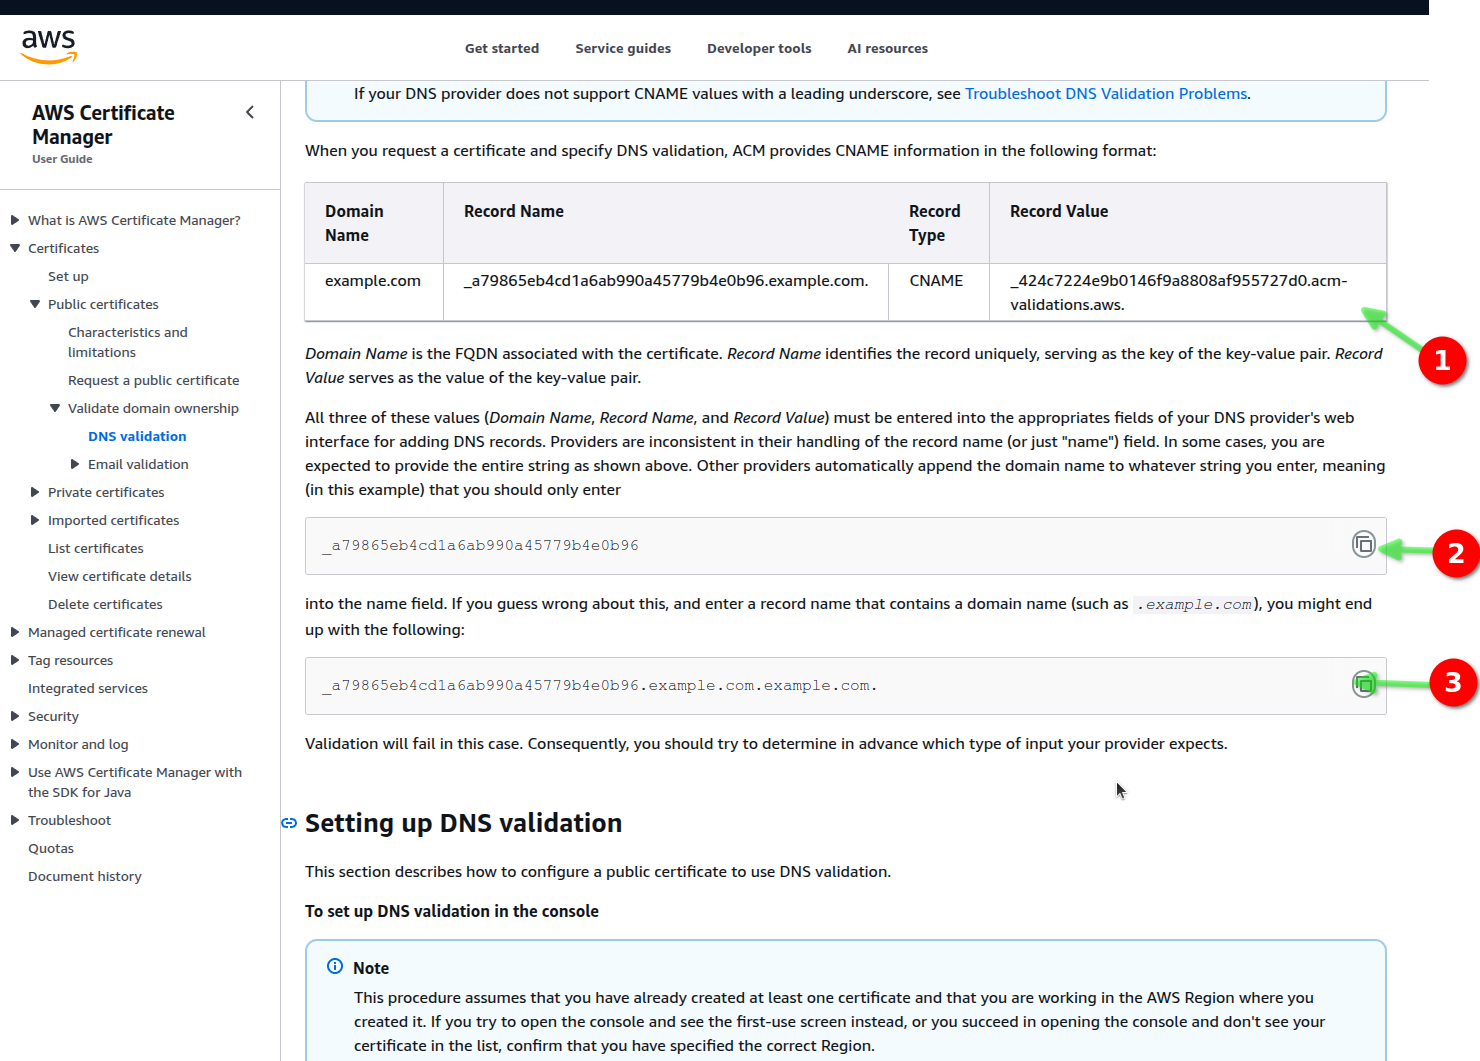 aws
Get started
Service guides
Developer tools
AI resources
AWS Certificate
Manager
User Guide
What is AWS Certificate Manager?
Certificates
Set up
Public certificates
Characteristics and
limitations
Request a public certificate
Validate domain ownership
DNS validation
Email validation
Private certificates
Imported certificates
List certificates
View certificate details
Delete certificates
Managed certificate renewal
Tag resources
Integrated services
Security
Monitor and log
Use AWS Certificate Manager with
the SDK for Java
Troubleshoot
Quotas
Document history
If your DNS provider does not support CNAME values with a leading underscore, see Troubleshoot DNS Validation Problems.
When you request a certificate and specify DNS validation, ACM provides CNAME information in the following format:
Domain
Name
Record Name
Record
Type
Record Value
example.com
_a79865eb4cd1a6ab990a45779b4e0b96.example.com.
CNAME
_424c7224e9b0146f9a8808af955727d0.acm-
validations.aws.
1
Domain Name is the FQDN associated with the certificate. Record Name identifies the record uniquely, serving as the key of the key-value pair. Record
Value serves as the value of the key-value pair.
All three of these values (Domain Name, Record Name, and Record Value) must be entered into the appropriates fields of your DNS provider's web
interface for adding DNS records. Providers are inconsistent in their handling of the record name (or just "name") field. In some cases, you are
expected to provide the entire string as shown above. Other providers automatically append the domain name to whatever string you enter, meaning
(in this example) that you should only enter
_a79865eb4cd1a6ab990a45779b4e0b96
2
into the name field. If you guess wrong about this, and enter a record name that contains a domain name (such as .example.com), you might end
up with the following:
_a79865eb4cd1a6ab990a45779b4e0b96.example.com.example.com.
3
Validation will fail in this case. Consequently, you should try to determine in advance which type of input your provider expects.
Setting up DNS validation
This section describes how to configure a public certificate to use DNS validation.
To set up DNS validation in the console
Note
This procedure assumes that you have already created at least one certificate and that you are working in the AWS Region where you
created it. If you try to open the console and see the first-use screen instead, or you succeed in opening the console and don't see your
certificate in the list, confirm that you have specified the correct Region.